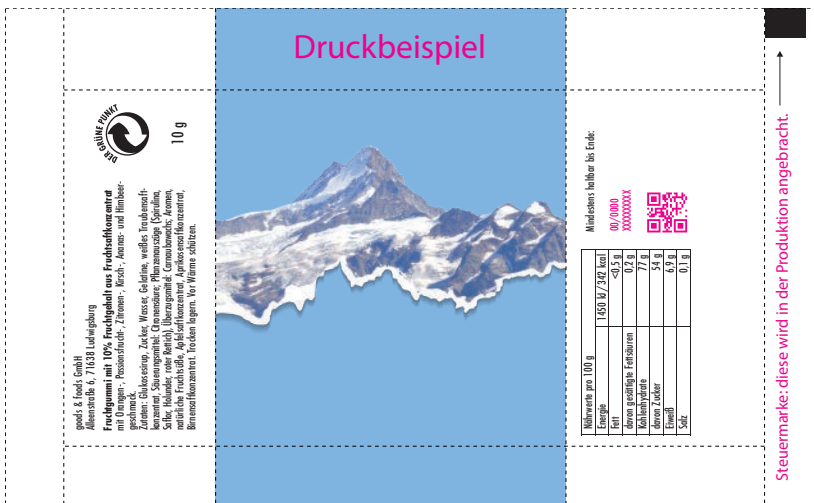 Druckbeispiel
goods & foods GmbH
Alleenstraße 6, 71638 Ludwigsburg
Fruchtgummi mit 10% Fruchtgehalt aus Fruchtsaftkonzentrat
mit Orangen-, Passionsfrucht-, Zitronen-, Kirsch-, Ananas- und Himbeer-
geschmack.
Zutaten: Glukosesirup, Zucker, Wasser, Gelatine, weißes Traubensaft-
konzentrat, Säuerungsmittel: Citronensäure; Pflanzenauszüge (Spirulina,
Saflor, Holunder, roter Rettich), Überzugsmittel: Carnaubawachs; Aromen,
natürliche Fruchtsüße, Apfelsaftkonzentrat, Aprikosensaftkonzentrat,
Birnensaftkonzentrat. Trocken lagern. Vor Wärme schützen.
DER GRÜNE PUNKT
10 g
Nährwerte pro 100 g
Energie 1450 kJ / 342 kcal
Fett <0,5 g
davon gesättigte Fettsäuren 0,2 g
Kohlenhydrate 77 g
davon Zucker 54 g
Eiweiß 6,9 g
Salz 0,1 g
Mindestens haltbar bis Ende:
00/0000
XXXXXXXXXX
Steuermarke: diese wird in der Produktion angebracht.